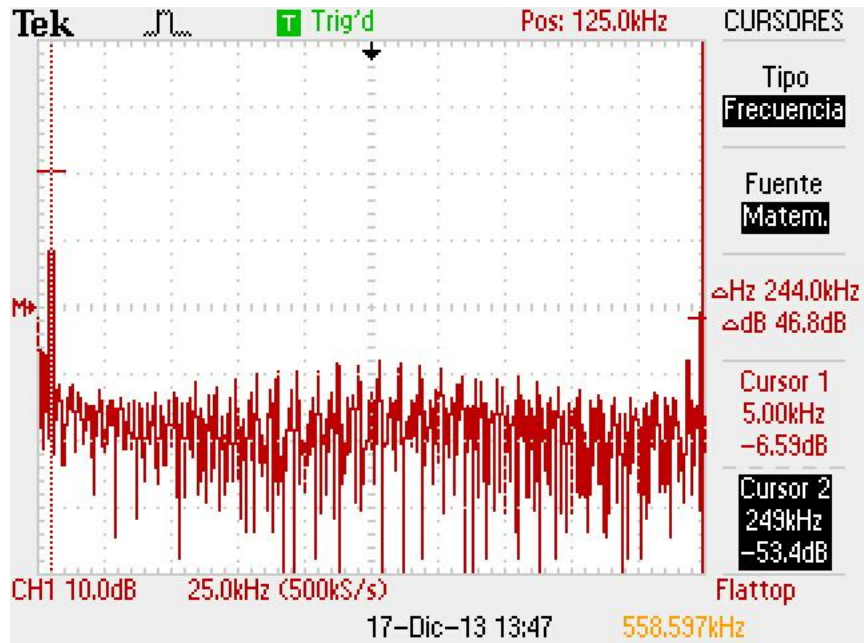 Tek T Trig'd Pos: 125.0kHz CURSORES
Tipo
Frecuencia
Fuente
Matem.
M
△Hz 244.0kHz
△dB 46.8dB
Cursor 1
5.00kHz
-6.59dB
Cursor 2
249kHz
-53.4dB
CH1 10.0dB 25.0kHz (500kS/s) Flattop
17-Dic-13 13:47 558.597kHz